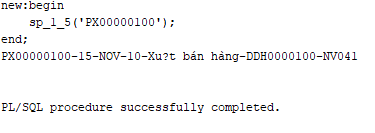 new:begin
sp_1_5('PX00000100');
end;
PX00000100-15-NOV-10-Xu?t bán hàng-DDH0000100-NV041
PL/SQL procedure successfully completed.